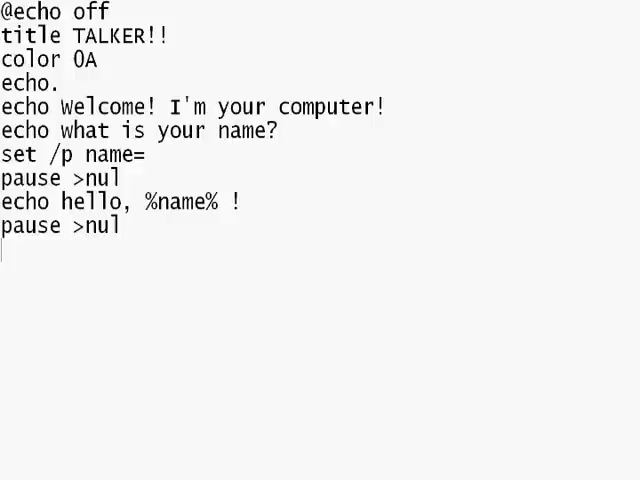 @echo off
title TALKER!!
color 0A
echo.
echo Welcome! I'm your computer!
echo what is your name?
set /p name=
pause >nul
echo hello, %name% !
pause >nul